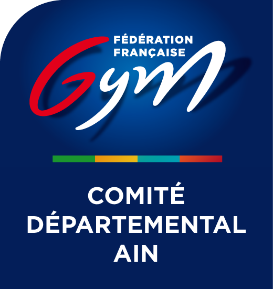 FÉDÉRATION
FRANÇAISE
Gym
COMITÉ
DÉPARTEMENTAL
AIN